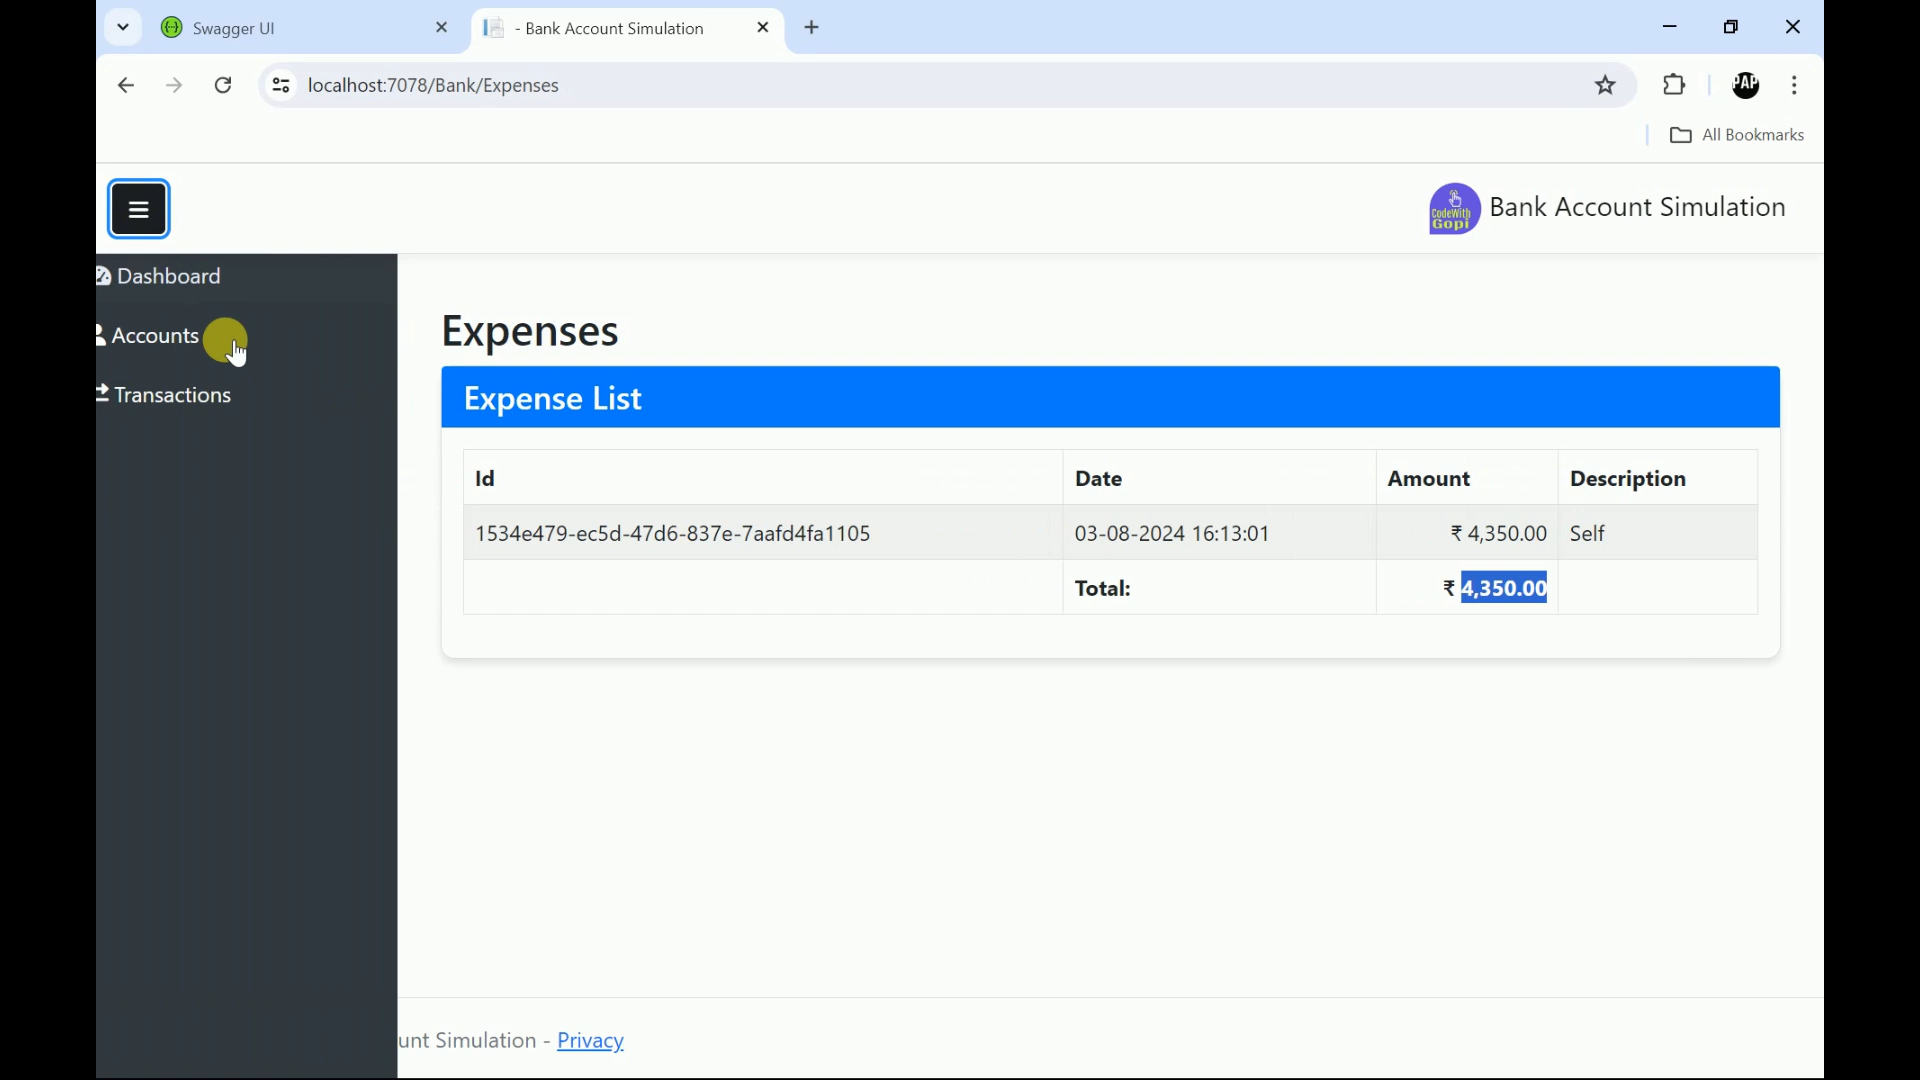 Swagger UI
- Bank Account Simulation
localhost:7078/Bank/Expenses
PAP
All Bookmarks
CodeWith
Gopi
Bank Account Simulation
Dashboard
Accounts
Transactions
Expenses
Expense List
Id Date Amount Description
1534e479-ec5d-47d6-837e-7aafd4fa1105 03-08-2024 16:13:01 ₹ 4,350.00 Self
Total: ₹ 4,350.00
unt Simulation - Privacy